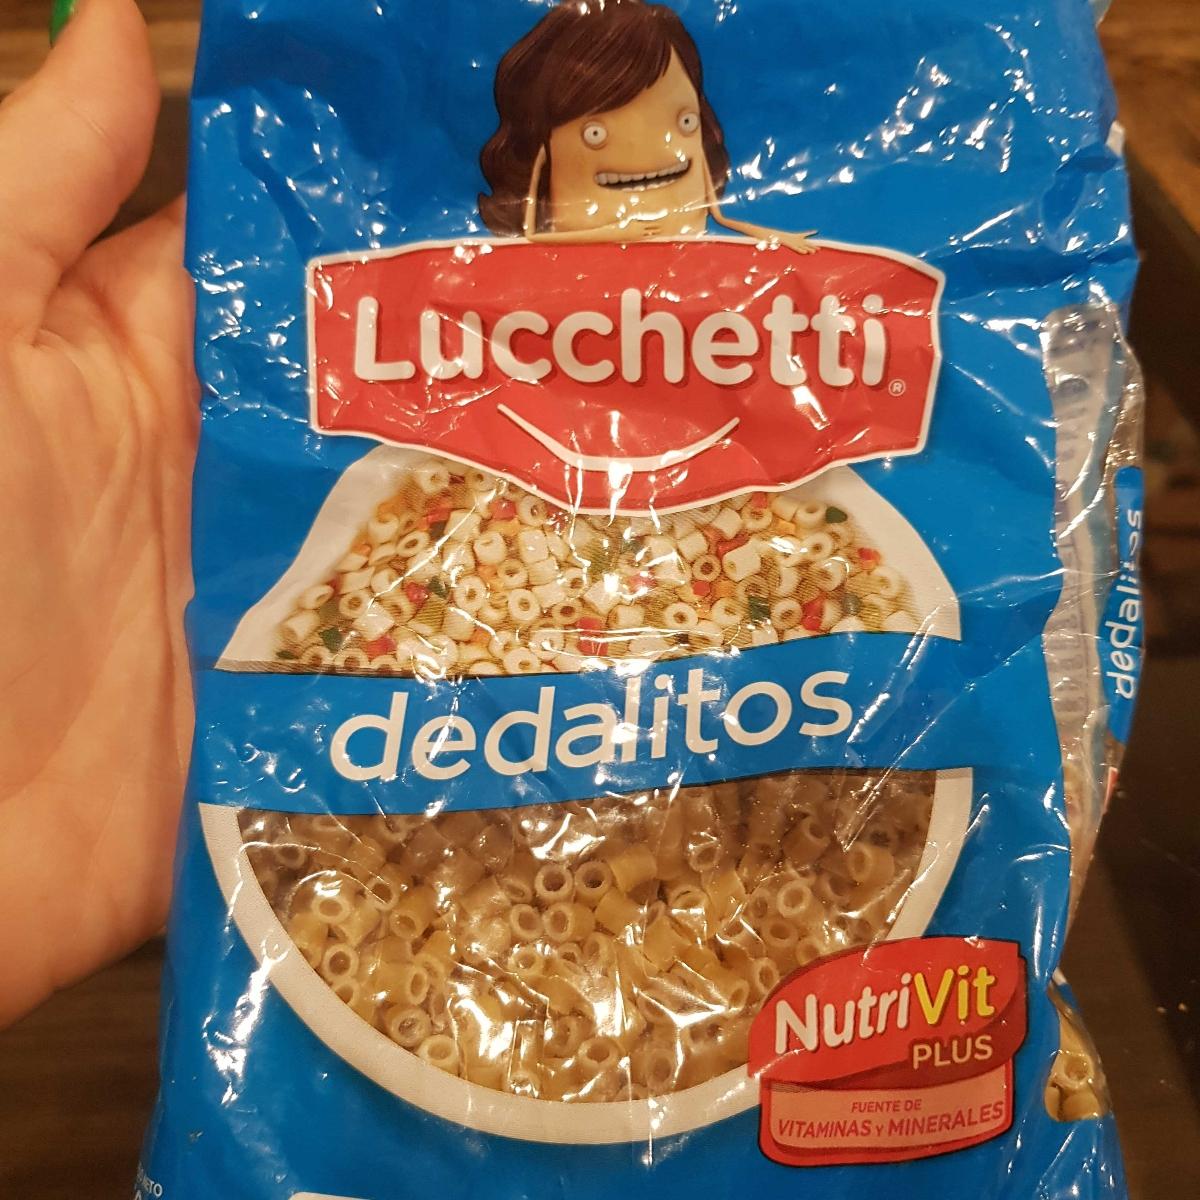 Lucchetti®
dedalitos
dedalitos
NutriVit
PLUS
FUENTE DE
VITAMINAS Y MINERALES